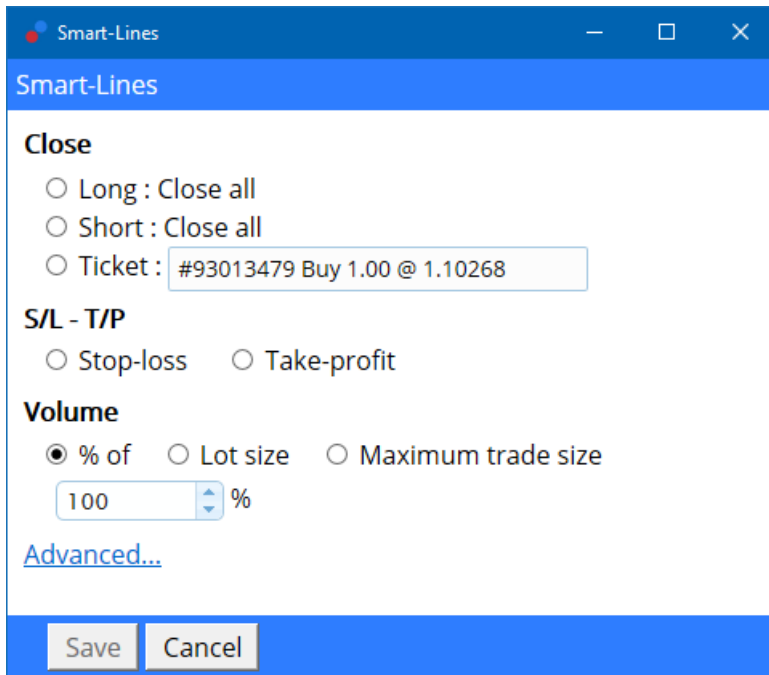 Smart-Lines
Smart-Lines
Close
Long : Close all
Short : Close all
Ticket : #93013479 Buy 1.00 @ 1.10268
S/L - T/P
Stop-loss Take-profit
Volume
% of Lot size Maximum trade size
100 %
Advanced...
Save Cancel